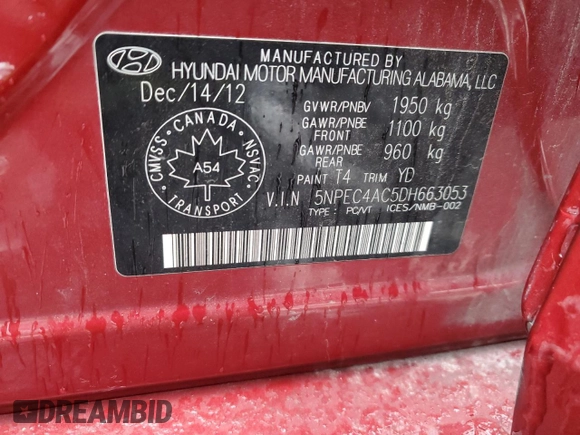 MANUFACTURED BY
HYUNDAI MOTOR MANUFACTURING ALABAMA, LLC
Dec/14/12
GVWR/PNBV 1950 kg
GAWR/PNBE FRONT 1100 kg
GAWR/PNBE REAR 960 kg
PAINT T4 TRIM YD
V.I.N 5NPEC4AC5DH663053
TYPE : PC/VT ICES/NMB-002
CMVSS • CANADA • NSVAC
A54
TRANSPORT
DREAMBID